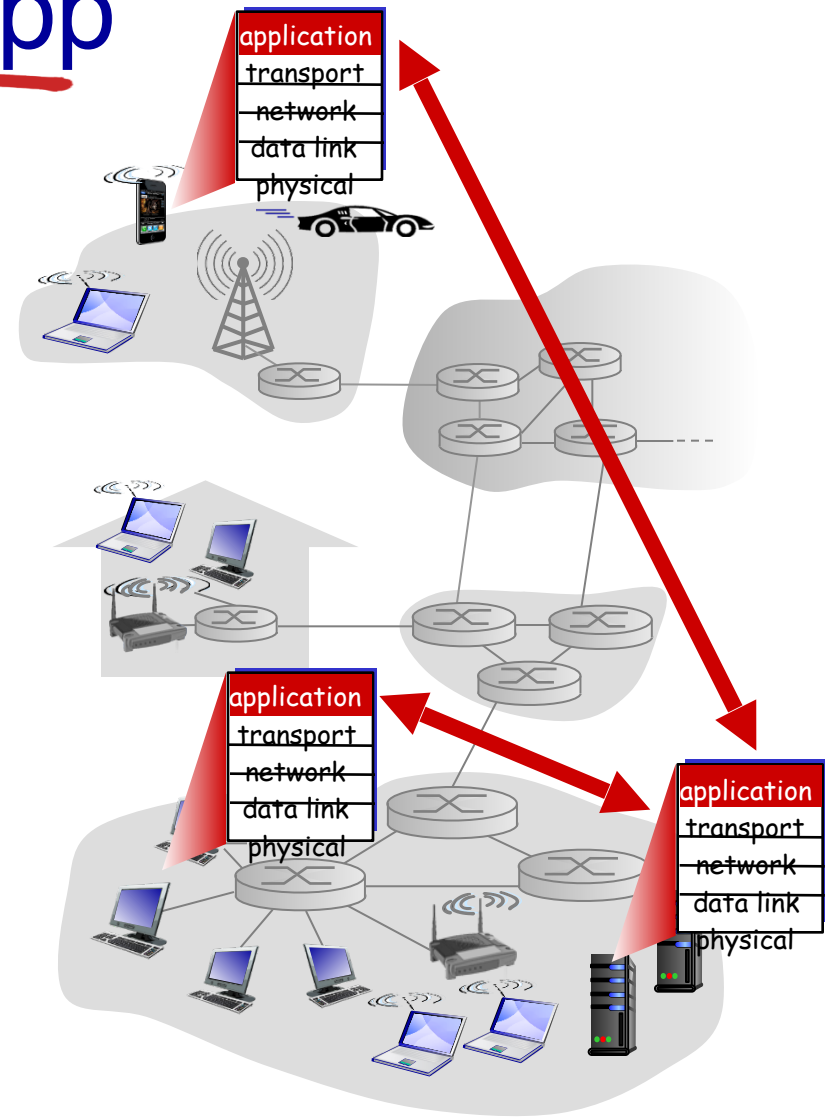 pp
application
transport
network
data link
physical
application
transport
network
data link
physical
application
transport
network
data link
physical